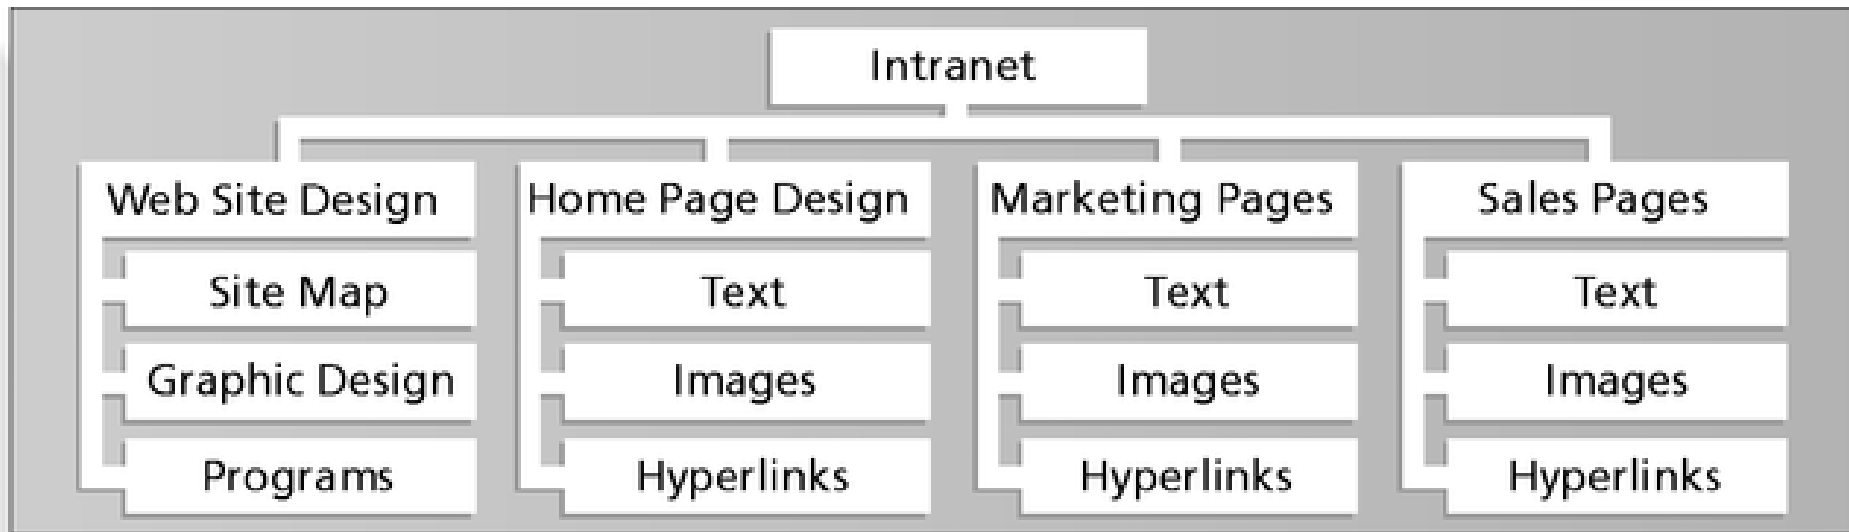 Intranet
Web Site Design
Site Map
Graphic Design
Programs
Home Page Design
Text
Images
Hyperlinks
Marketing Pages
Text
Images
Hyperlinks
Sales Pages
Text
Images
Hyperlinks